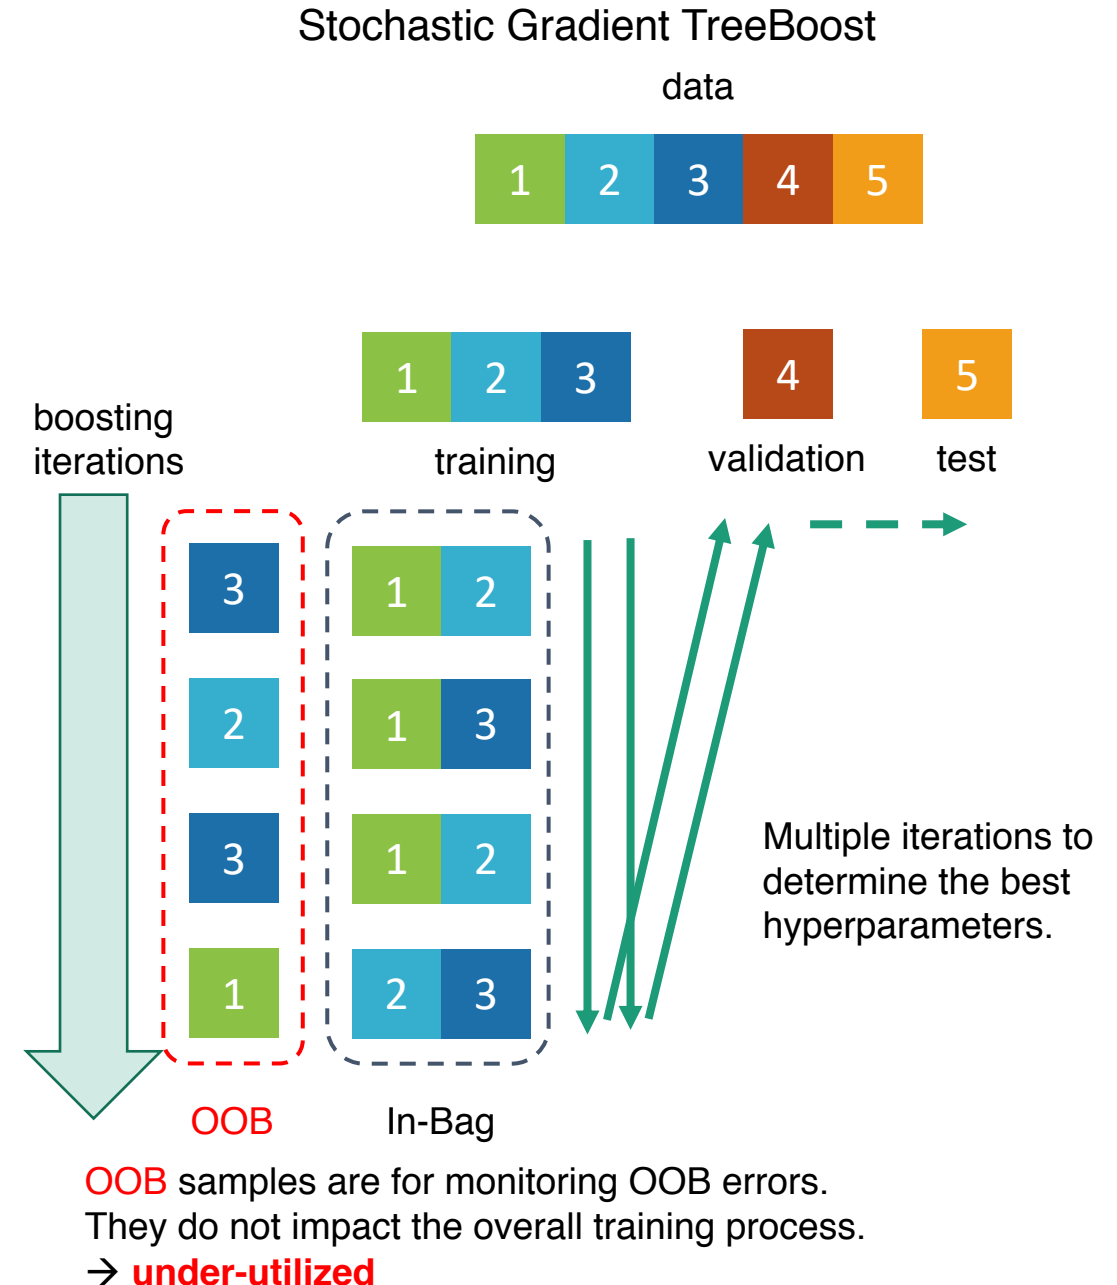 Stochastic Gradient TreeBoost
data
1 2 3 4 5
1 2 3 4 5
boosting
iterations
training validation test
3 1 2
2 1 3
3 1 2
1 2 3
Multiple iterations to
determine the best
hyperparameters.
OOB In-Bag
OOB samples are for monitoring OOB errors.
They do not impact the overall training process.
→ under-utilized